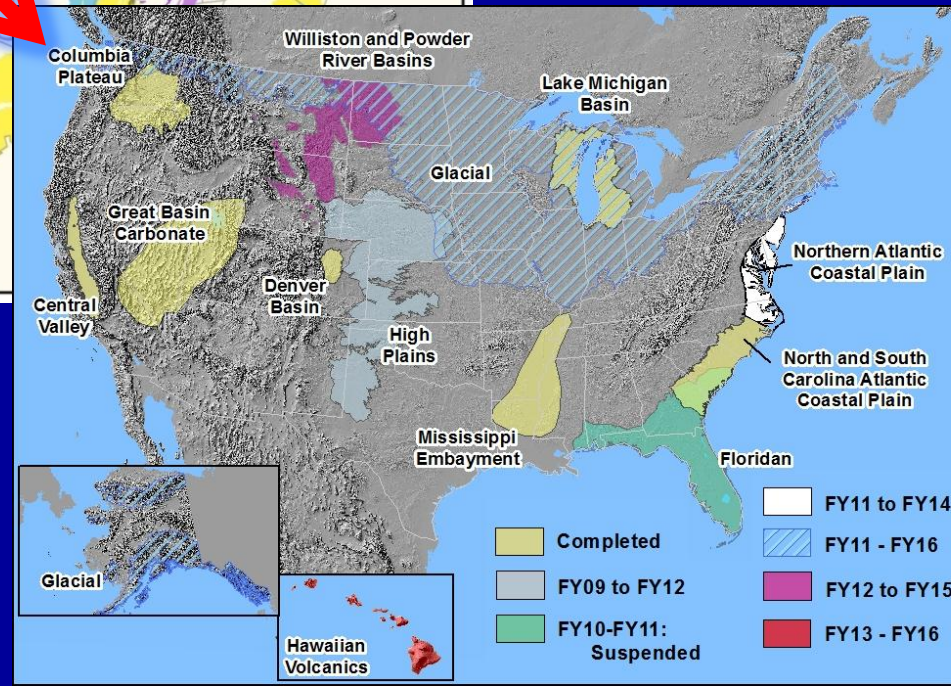 Columbia
Plateau
Williston and Powder
River Basins
Lake Michigan
Basin
Glacial
Great Basin
Carbonate
Northern Atlantic
Coastal Plain
Denver
Basin
Central
Valley
High
Plains
North and South
Carolina Atlantic
Coastal Plain
Mississippi
Embayment
Floridan
Glacial
Hawaiian
Volcanics
Completed
FY09 to FY12
FY10-FY11:
Suspended
FY11 to FY14
FY11 - FY16
FY12 to FY15
FY13 - FY16